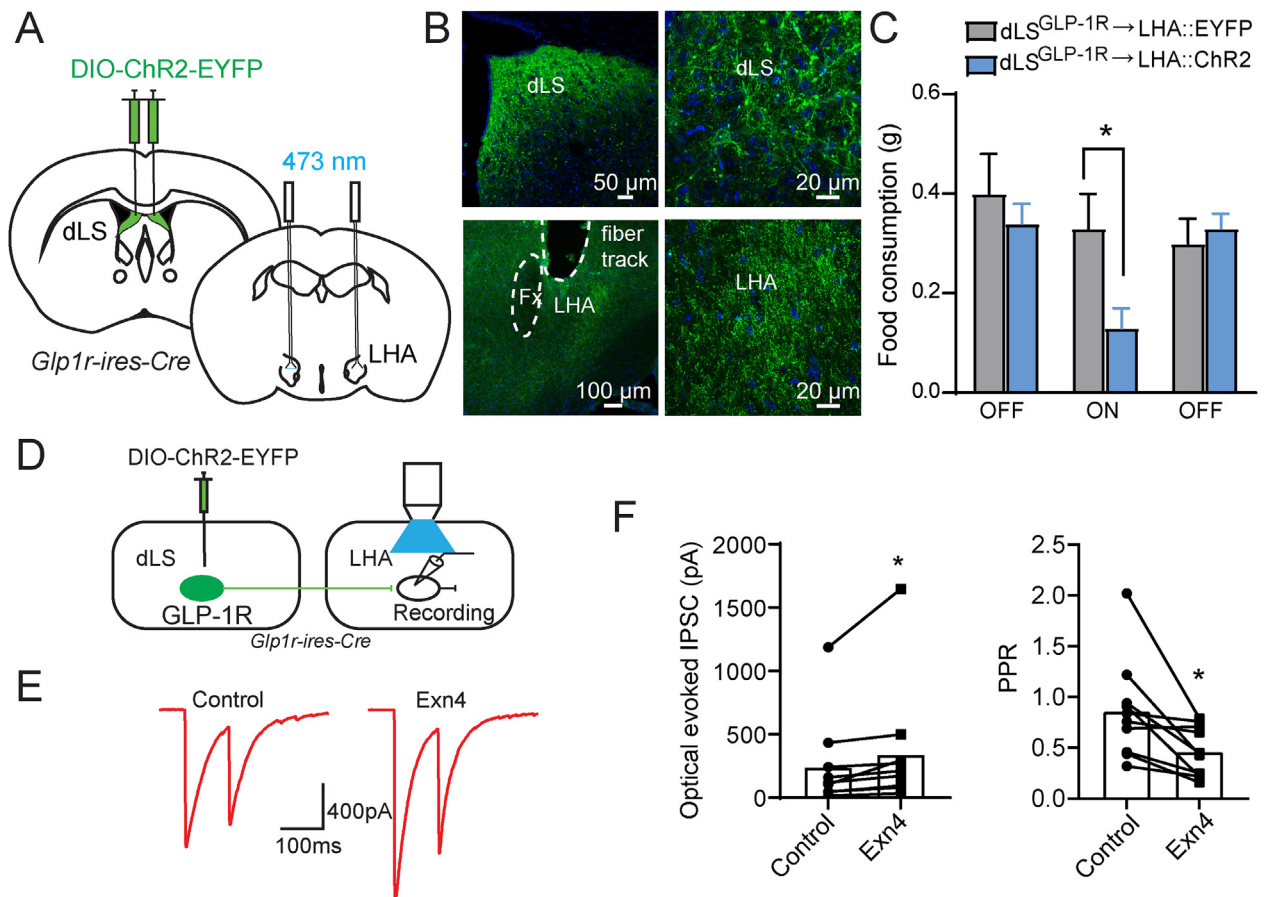 A
DIO-ChR2-EYFP
473 nm
dLS
Glp1r-ires-Cre
LHA
B
dLS
50 µm
dLS
20 µm
fiber
track
Fx
LHA
100 µm
LHA
20 µm
C
dLS^GLP-1R→LHA::EYFP
dLS^GLP-1R→LHA::ChR2
Food consumption (g)
0.6
0.4
0.2
0.0
*
OFF
ON
OFF
D
DIO-ChR2-EYFP
dLS
GLP-1R
LHA
Recording
Glp1r-ires-Cre
E
Control
Exn4
400pA
100ms
F
Optical evoked IPSC (pA)
2000
1500
1000
500
0
*
Control
Exn4
PPR
2.5
2.0
1.5
1.0
0.5
0.0
*
Control
Exn4